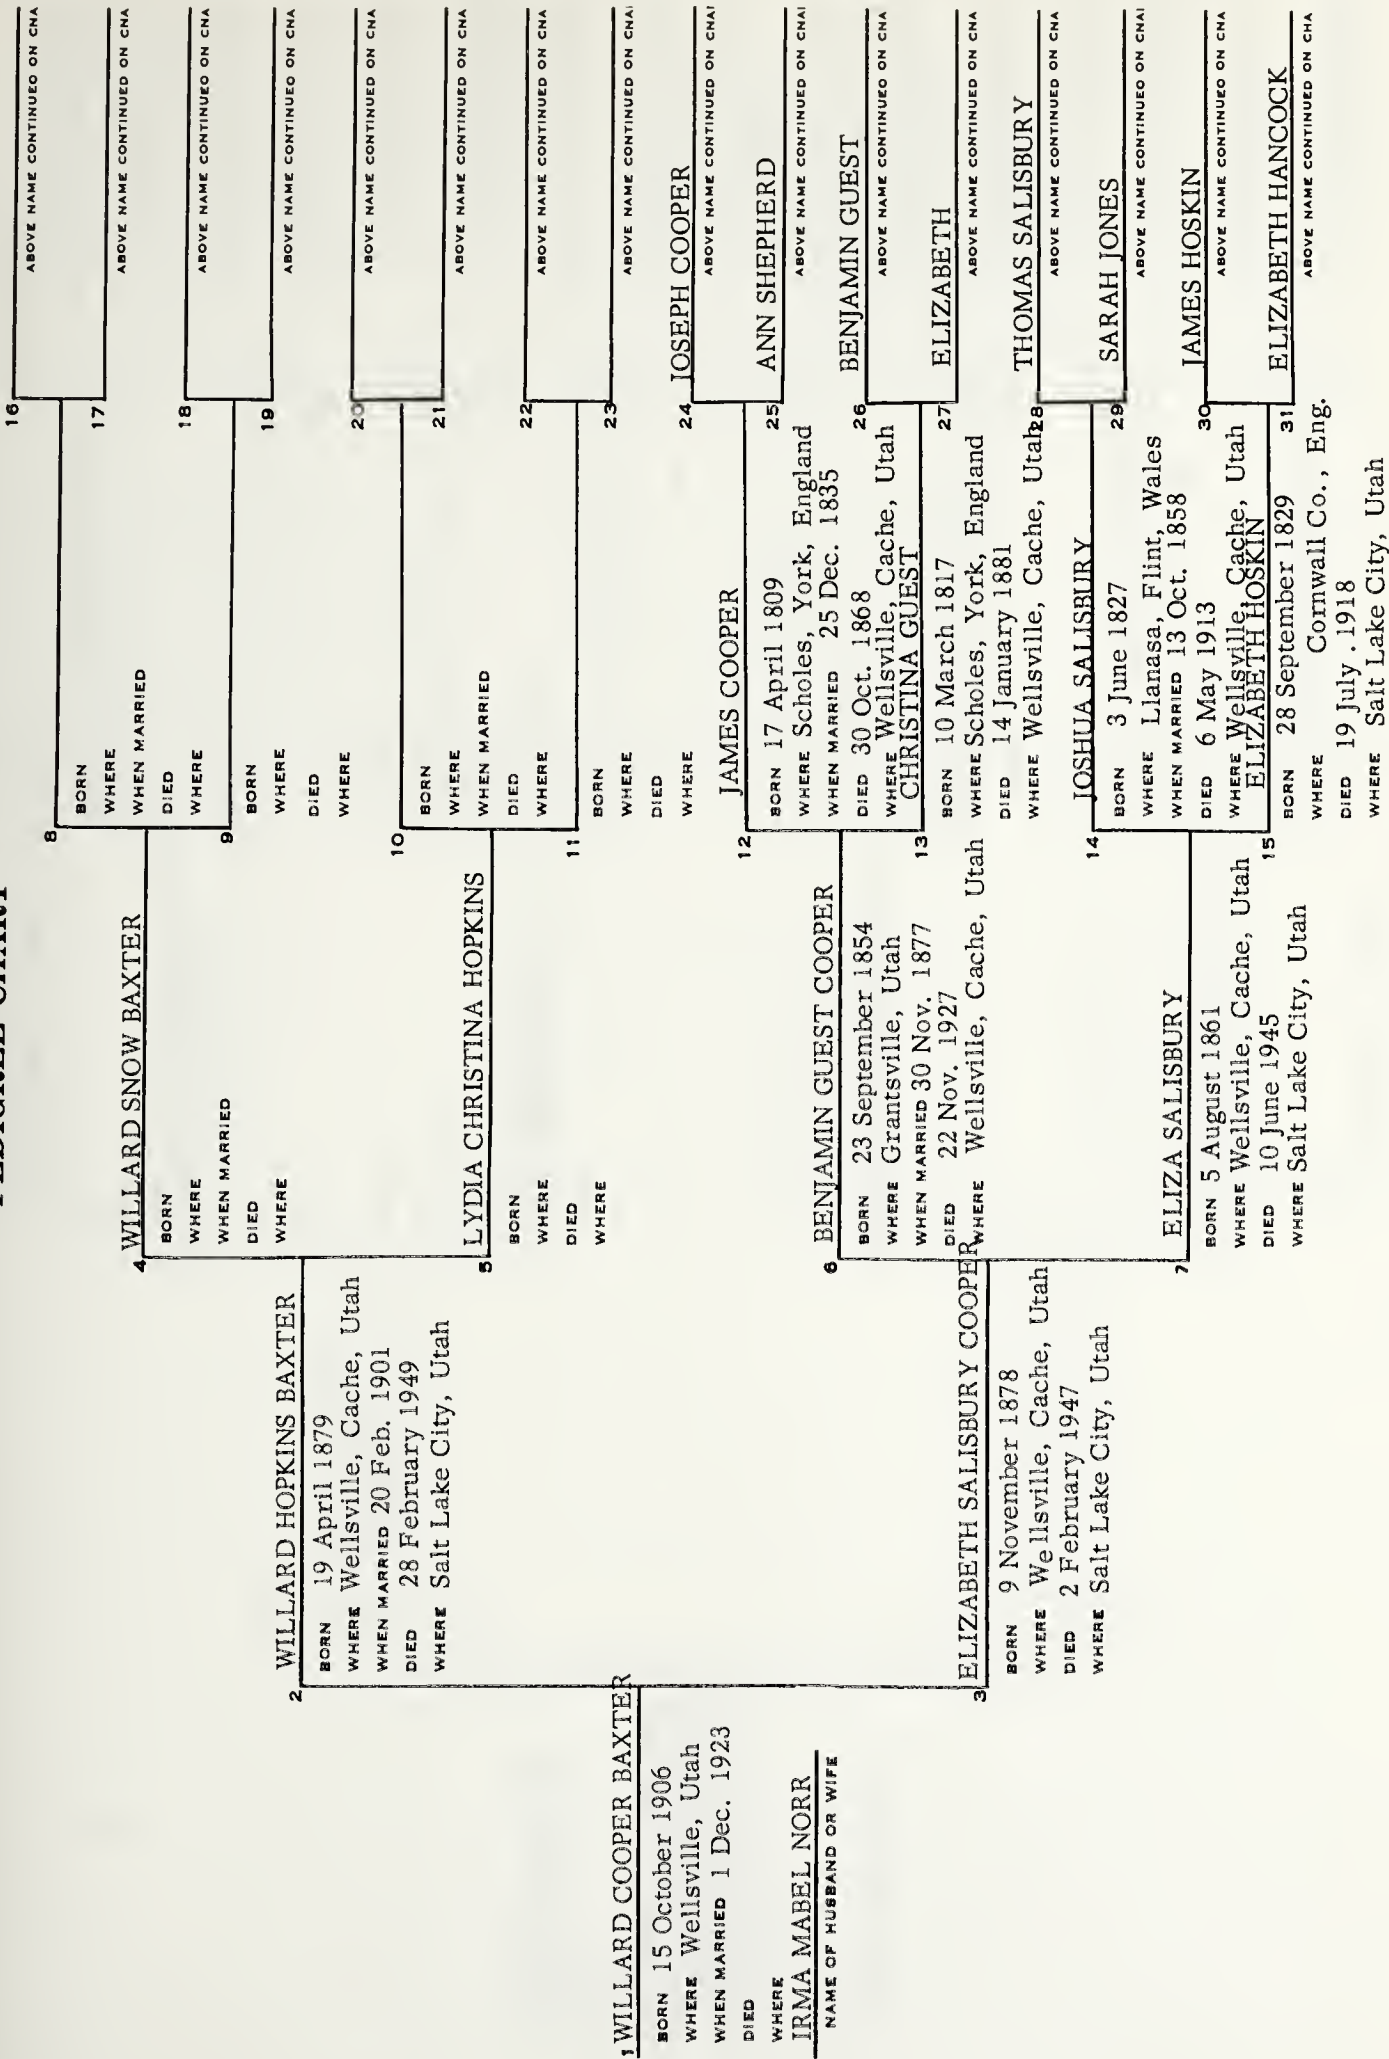 PEDIGREE CHART
1 WILLARD COOPER BAXTER
BORN 15 October 1906
WHERE Wellsville, Utah
WHEN MARRIED 1 Dec. 1923
DIED
WHERE
IRMA MABEL NORR
NAME OF HUSBAND OR WIFE
2 WILLARD HOPKINS BAXTER
BORN 19 April 1879
WHERE Wellsville, Cache, Utah
WHEN MARRIED 20 Feb. 1901
DIED 28 February 1949
WHERE Salt Lake City, Utah
3 ELIZABETH SALISBURY COOPER
BORN 9 November 1878
WHERE Wellsville, Cache, Utah
DIED 2 February 1947
WHERE Salt Lake City, Utah
4 WILLARD SNOW BAXTER
BORN
WHERE
WHEN MARRIED
DIED
WHERE
5 LYDIA CHRISTINA HOPKINS
BORN
WHERE
DIED
WHERE
6 BENJAMIN GUEST COOPER
BORN 23 September 1854
WHERE Grantsville, Utah
WHEN MARRIED 30 Nov. 1877
DIED 22 Nov. 1927
WHERE Wellsville, Cache, Utah
7 ELIZA SALISBURY
BORN 5 August 1861
WHERE Wellsville, Cache, Utah
DIED 10 June 1945
WHERE Salt Lake City, Utah
8
BORN
WHERE
WHEN MARRIED
DIED
WHERE
9
BORN
WHERE
DIED
WHERE
10
BORN
WHERE
WHEN MARRIED
DIED
WHERE
11
BORN
WHERE
DIED
WHERE
12 JAMES COOPER
BORN 17 April 1809
WHERE Scholes, York, England
WHEN MARRIED 25 Dec. 1835
DIED 30 Oct. 1868
WHERE Wellsville, Cache, Utah
13 CHRISTINA GUEST
BORN 10 March 1817
WHERE Scholes, York, England
DIED 14 January 1881
WHERE Wellsville, Cache, Utah
14 JOSHUA SALISBURY
BORN 3 June 1827
WHERE Llanasa, Flint, Wales
WHEN MARRIED 13 Oct. 1858
DIED 6 May 1913
WHERE Wellsville, Cache, Utah
15 ELIZABETH HOSKIN
BORN 28 September 1829
WHERE Cornwall Co., Eng.
DIED 19 July . 1918
WHERE Salt Lake City, Utah
16
ABOVE NAME CONTINUED ON CHA
17
ABOVE NAME CONTINUED ON CHA
18
ABOVE NAME CONTINUED ON CHA
19
ABOVE NAME CONTINUED ON CHA
20
ABOVE NAME CONTINUED ON CHA
21
ABOVE NAME CONTINUED ON CHA
22
ABOVE NAME CONTINUED ON CHA
23
ABOVE NAME CONTINUED ON CHA
24 JOSEPH COOPER
ABOVE NAME CONTINUED ON CHA
25 ANN SHEPHERD
ABOVE NAME CONTINUED ON CHA
26 BENJAMIN GUEST
ABOVE NAME CONTINUED ON CHA
27 ELIZABETH
ABOVE NAME CONTINUED ON CHA
28 THOMAS SALISBURY
ABOVE NAME CONTINUED ON CHA
29 SARAH JONES
ABOVE NAME CONTINUED ON CHA
30 JAMES HOSKIN
ABOVE NAME CONTINUED ON CHA
31 ELIZABETH HANCOCK
ABOVE NAME CONTINUED ON CHA